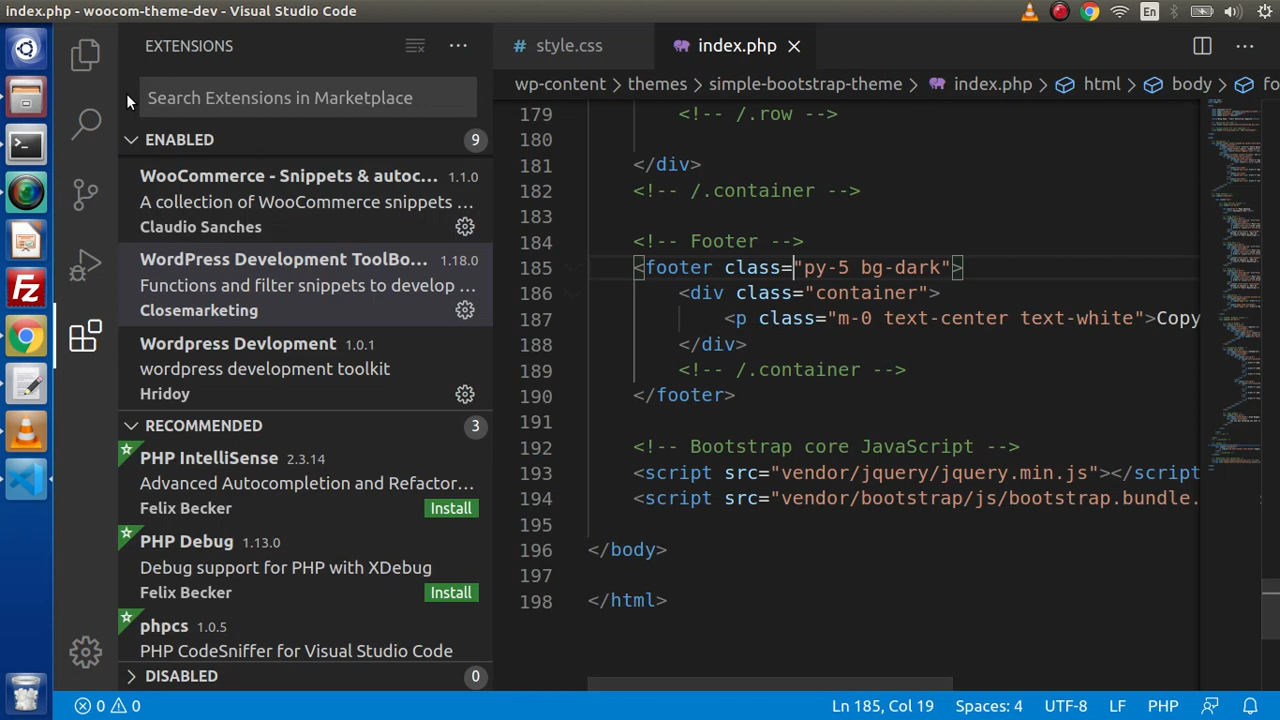 index.php - woocom-theme-dev - Visual Studio Code
En
EXTENSIONS
Search Extensions in Marketplace
ENABLED 9
WooCommerce - Snippets & autoc... 1.1.0
A collection of WooCommerce snippets ...
Claudio Sanches
WordPress Development ToolBo... 1.18.0
Functions and filter snippets to develop ...
Closemarketing
Wordpress Devlopment 1.0.1
wordpress development toolkit
Hridoy
RECOMMENDED 3
PHP IntelliSense 2.3.14
Advanced Autocompletion and Refactor...
Felix Becker Install
PHP Debug 1.13.0
Debug support for PHP with XDebug
Felix Becker Install
phpcs 1.0.5
PHP CodeSniffer for Visual Studio Code
DISABLED 0
# style.css index.php
wp-content › themes › simple-bootstrap-theme › index.php › html › body › fo
179 <!-- /.row -->
180
181 </div>
182 <!-- /.container -->
183
184 <!-- Footer -->
185 <footer class="py-5 bg-dark">
186 <div class="container">
187 <p class="m-0 text-center text-white">Copy
188 </div>
189 <!-- /.container -->
190 </footer>
191
192 <!-- Bootstrap core JavaScript -->
193 <script src="vendor/jquery/jquery.min.js"></script
194 <script src="vendor/bootstrap/js/bootstrap.bundle.
195
196 </body>
197
198 </html>
0 0 Ln 185, Col 19 Spaces: 4 UTF-8 LF PHP
Fz